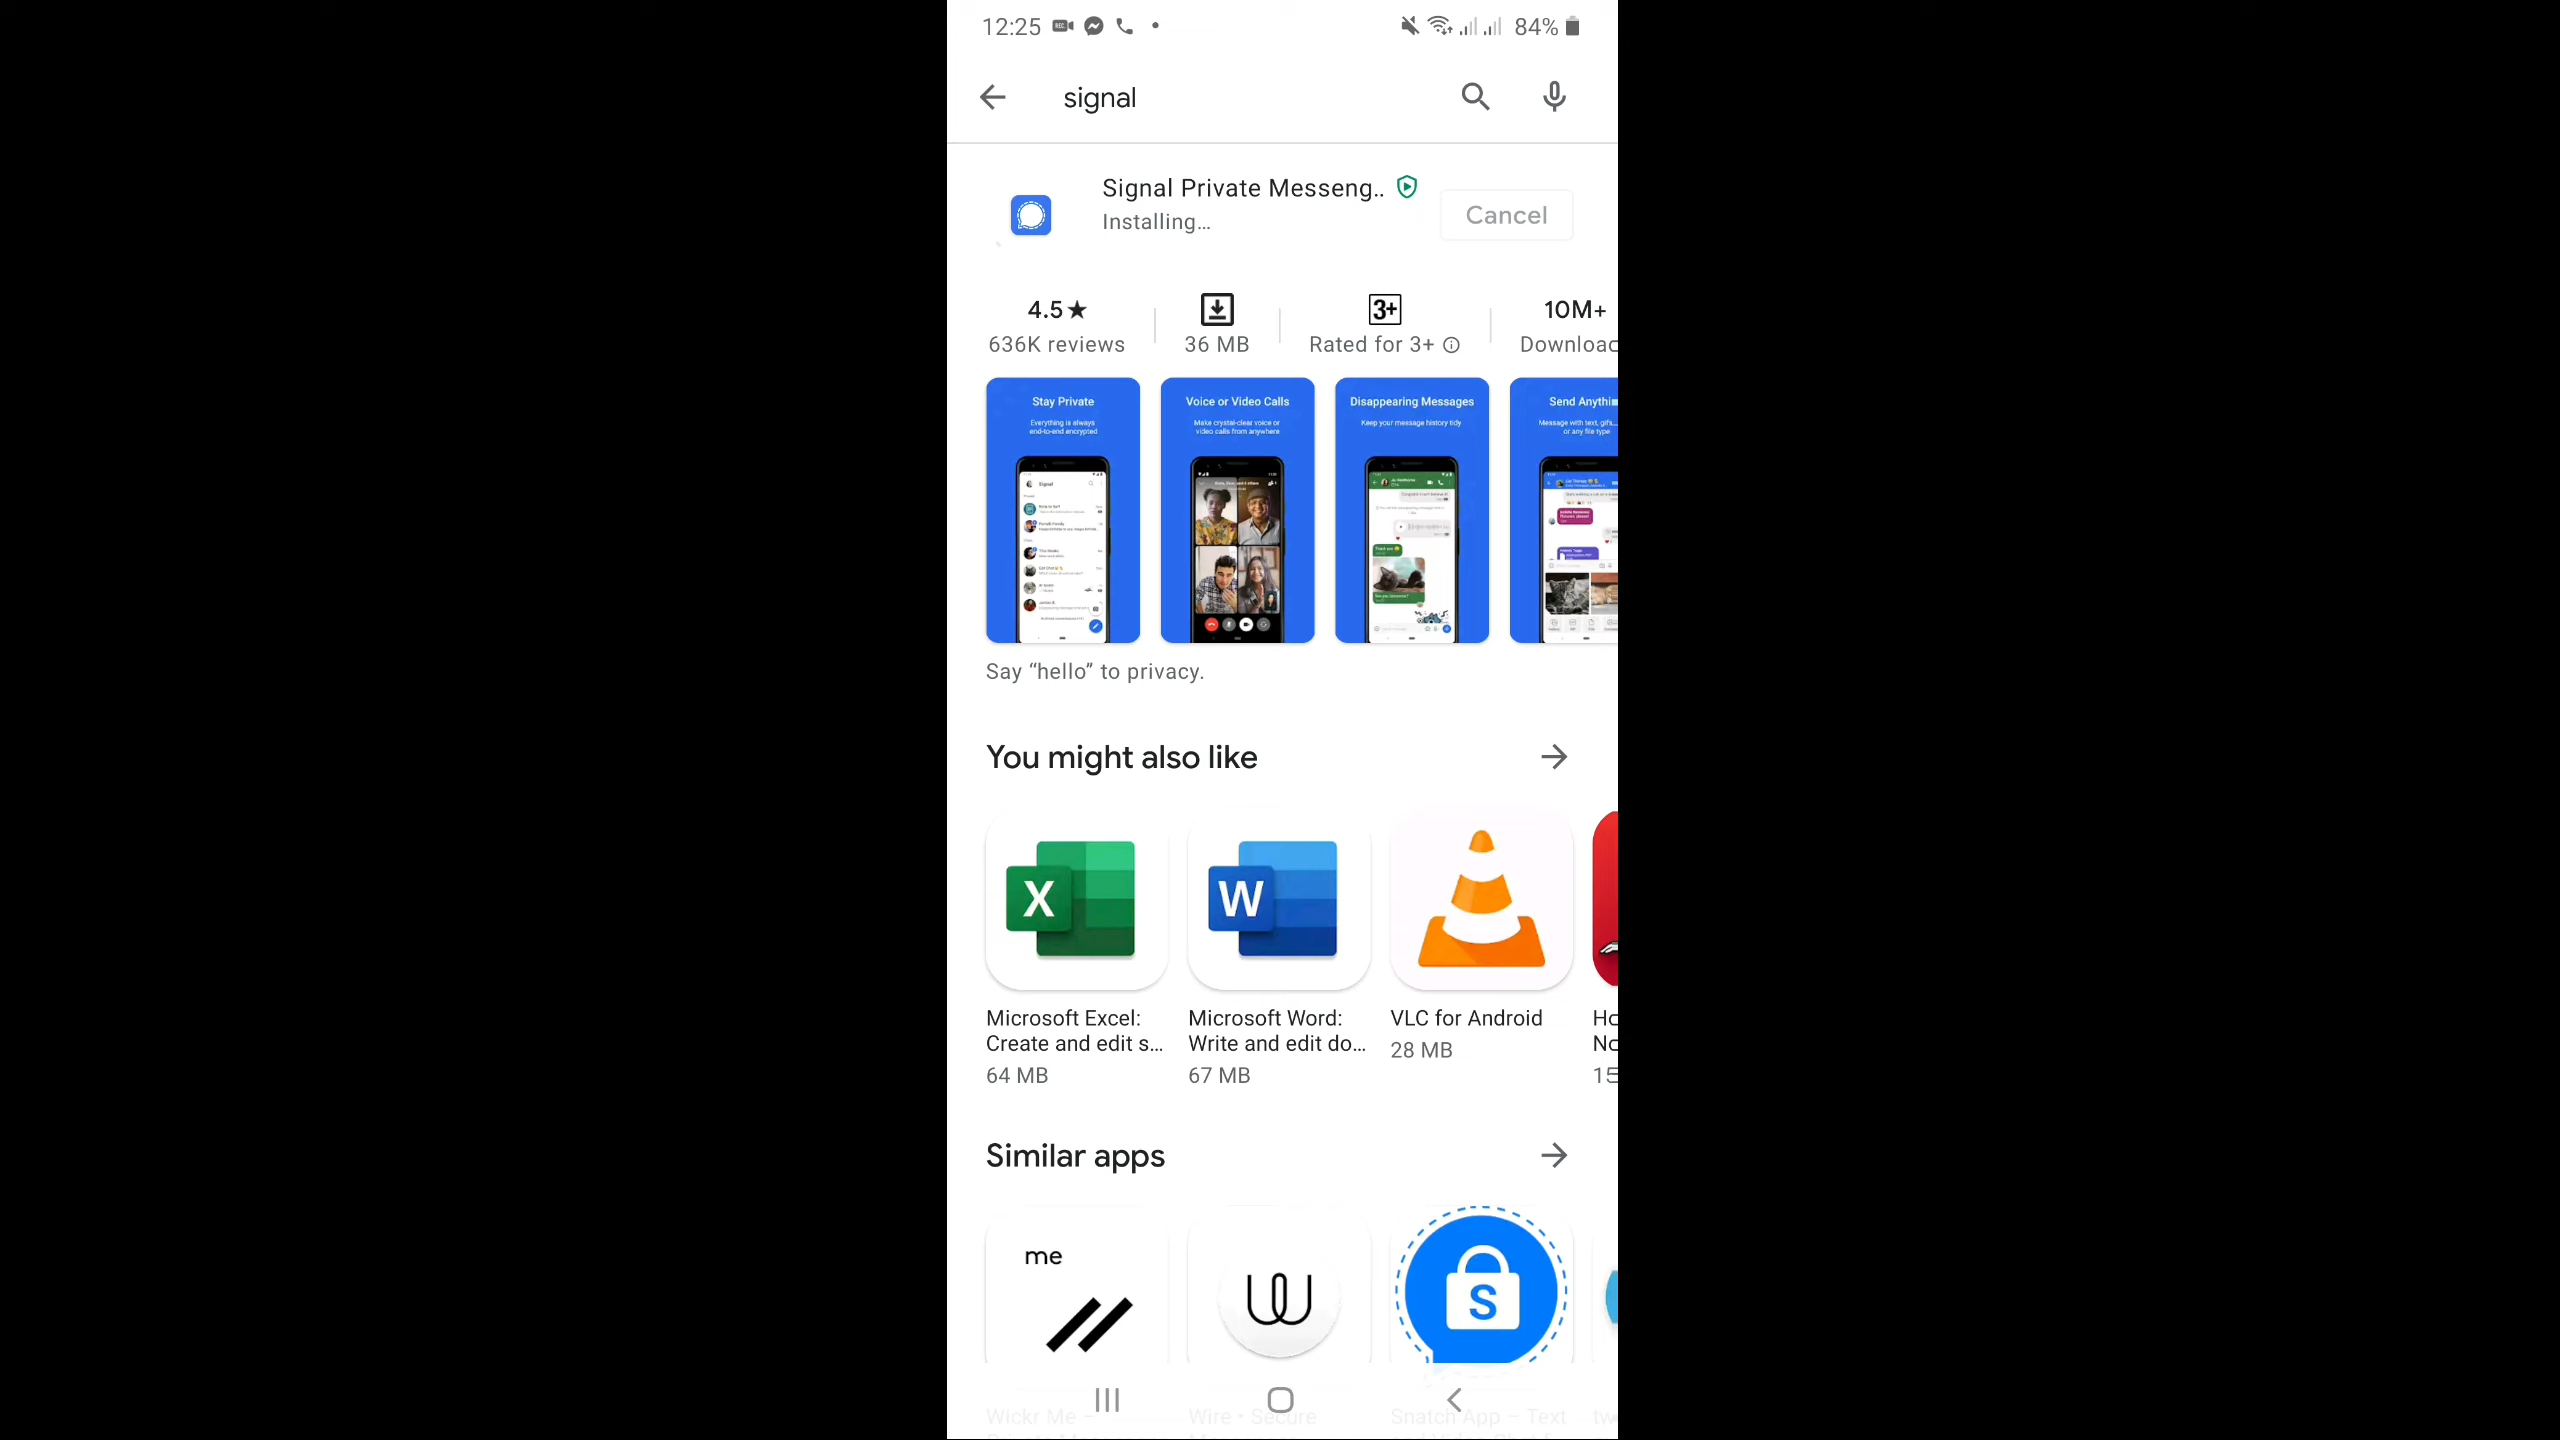 12:25
84%
signal
Signal Private Messeng..
Installing...
Cancel
4.5★
636K reviews
36 MB
3+
Rated for 3+
10M+
Downloac
Stay Private
Everything is always
end-to-end encrypted
Voice or Video Calls
Make crystal-clear voice or
video calls from anywhere
Disappearing Messages
Keep your message history tidy
Send Anythi
Message with text, gifs
or any file type
Signal
Say “hello” to privacy.
You might also like
Microsoft Excel:
Create and edit s...
64 MB
Microsoft Word:
Write and edit do...
67 MB
VLC for Android
28 MB
Similar apps
me
S
Wickr Me –
Wire • Secure
Snatch App – Text